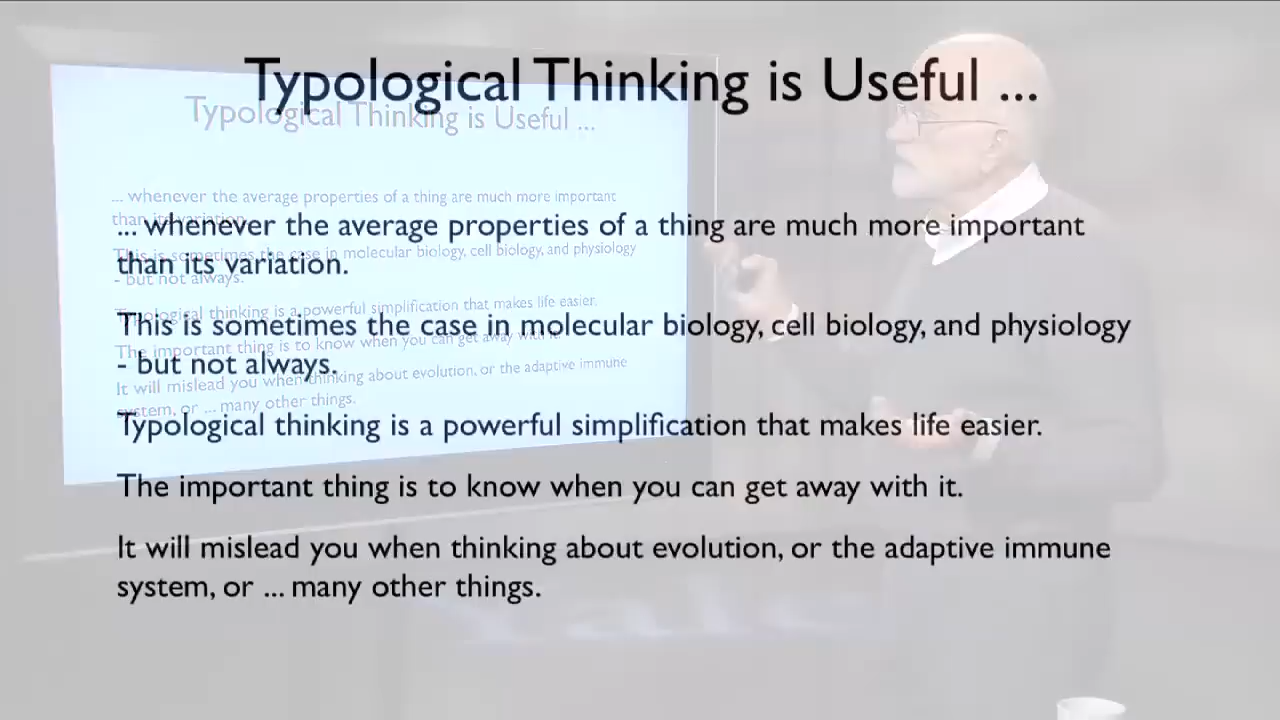 Typological Thinking is Useful ...
... whenever the average properties of a thing are much more important
than its variation.
This is sometimes the case in molecular biology, cell biology, and physiology
- but not always.
Typological thinking is a powerful simplification that makes life easier.
The important thing is to know when you can get away with it.
It will mislead you when thinking about evolution, or the adaptive immune
system, or ... many other things.